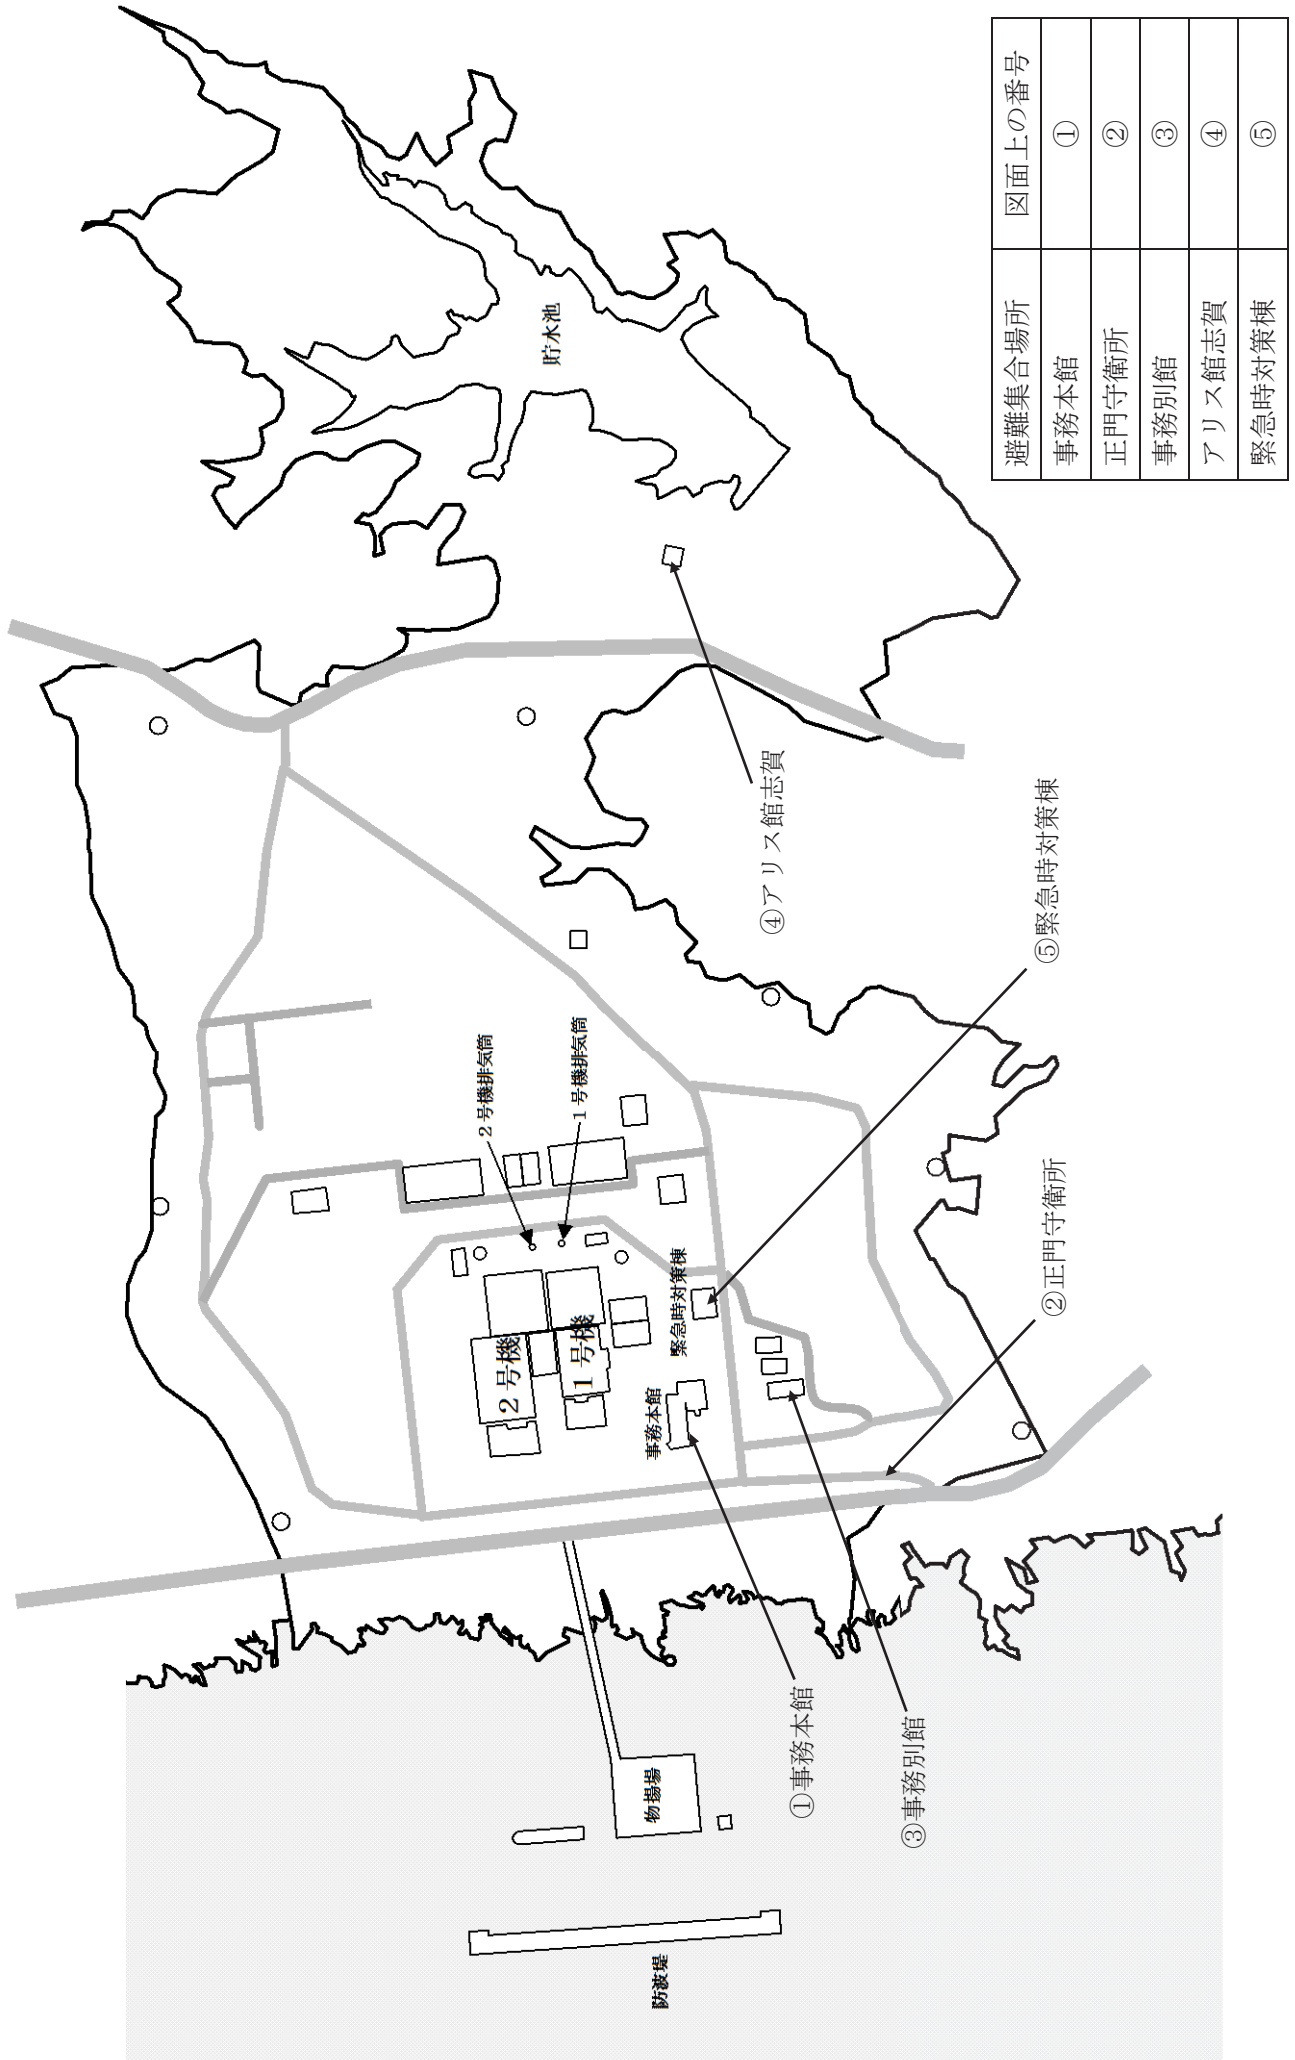 貯水池
2号機排気筒
1号機排気筒
2号機
1号機
緊急時対策棟
事務本館
物揚場
防波堤
④アリス館志賀
⑤緊急時対策棟
②正門守衛所
①事務本館
③事務別館
避難集合場所 図面上の番号
事務本館 ①
正門守衛所 ②
事務別館 ③
アリス館志賀 ④
緊急時対策棟 ⑤